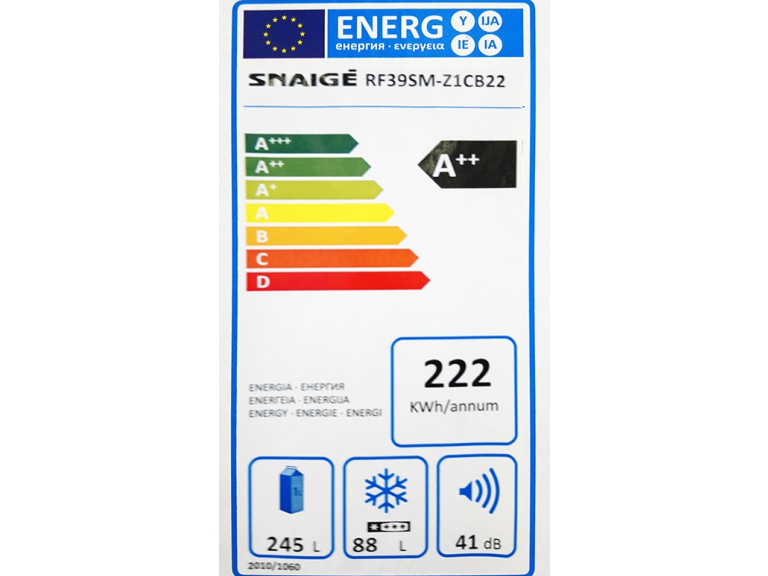 ENERG Y IJA
енергия · ενεργεια IE IA
SNAIGĖ RF39SM-Z1CB22
A+++
A++
A++
A+
A
B
C
D
222
KWh/annum
ENERGIA · ЕНЕРГИЯ
ΕΝΕΡΓΕΙΑ · ENERGIJA
ENERGY · ENERGIE · ENERGI
1L
245 L
88 L
41 dB
2010/1060